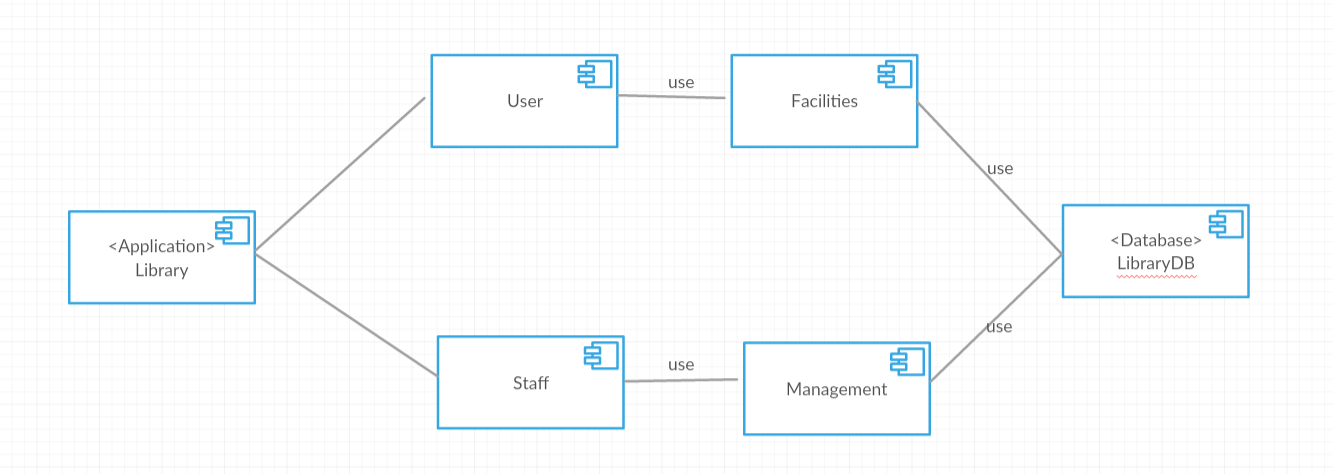 User
use
Facilities
use
<Application>
Library
<Database>
LibraryDB
use
Staff
use
Management